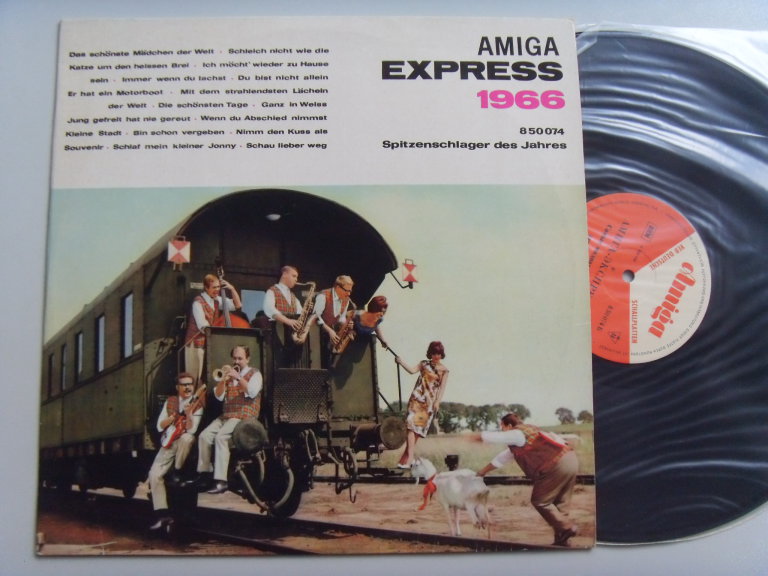 Das schönste Mädchen der Welt · Schleich nicht wie die
Katze um den heissen Brei · Ich möcht' wieder zu Hause
sein · Immer wenn du lachst · Du bist nicht allein
Er hat ein Motorboot · Mit dem strahlendsten Lächeln
der Welt · Die schönsten Tage · Ganz in Weiss
Jung gefreit hat nie gereut · Wenn du Abschied nimmst
Kleine Stadt · Bin schon vergeben · Nimm den Kuss als
Souvenir · Schlaf mein kleiner Jonny · Schau lieber weg
AMIGA
EXPRESS
1966
850074
Spitzenschlager des Jahres
VEB DEUTSCHE
Amiga
SCHALLPLATTEN